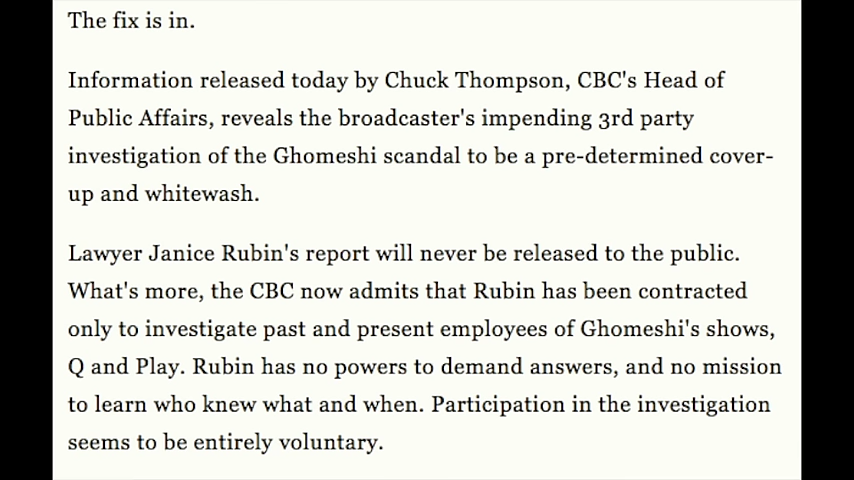 The fix is in.
Information released today by Chuck Thompson, CBC's Head of
Public Affairs, reveals the broadcaster's impending 3rd party
investigation of the Ghomeshi scandal to be a pre-determined cover-
up and whitewash.
Lawyer Janice Rubin's report will never be released to the public.
What's more, the CBC now admits that Rubin has been contracted
only to investigate past and present employees of Ghomeshi's shows,
Q and Play. Rubin has no powers to demand answers, and no mission
to learn who knew what and when. Participation in the investigation
seems to be entirely voluntary.